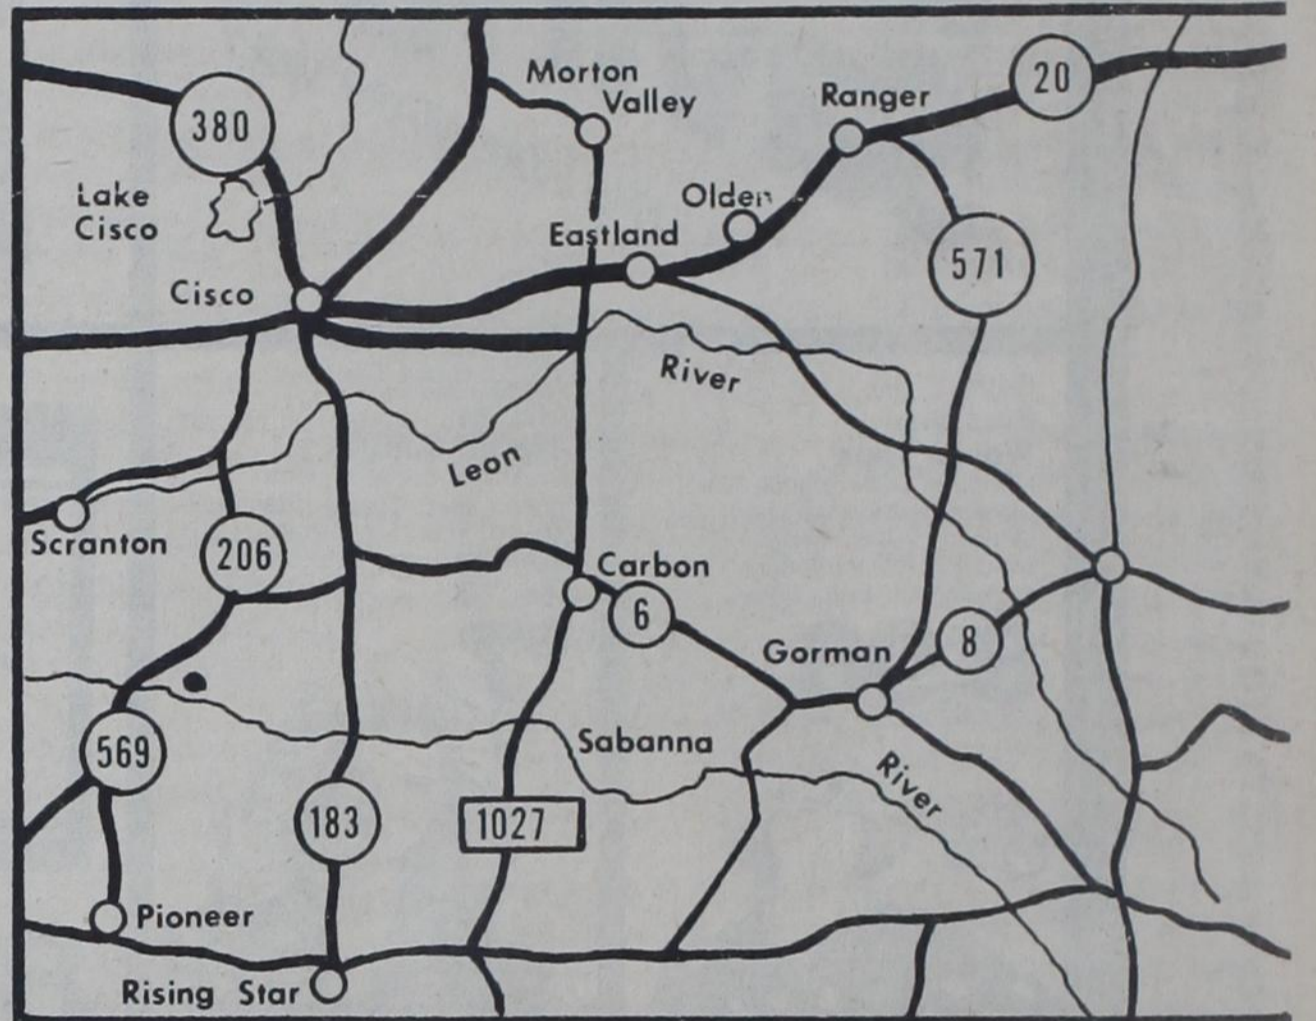 Morton
Valley
Ranger
20
380
Lake
Cisco
Olden
Eastland
571
Cisco
River
Leon
Scranton
206
Carbon
6
8
Gorman
569
Sabanna
River
183
1027
Pioneer
Rising Star